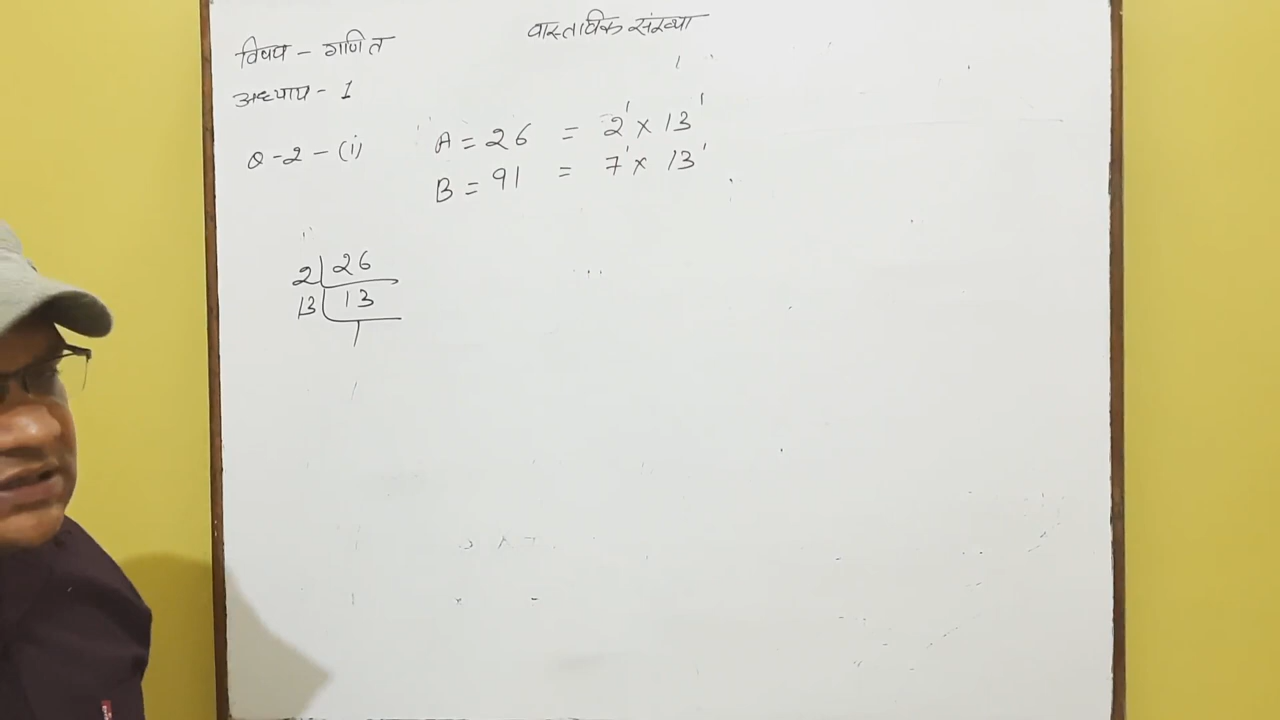 वास्तविक संख्या
विषय - गणित
अध्याय - 1
Q-2-(i)
A = 26 = 2¹ × 13¹
B = 91 = 7¹ × 13¹
2 | 26
13 | 13
1